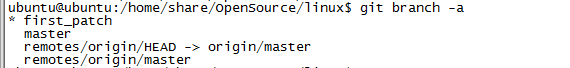 ubuntu@ubuntu:/home/share/OpenSource/linux$ git branch -a
* first_patch
  master
  remotes/origin/HEAD -> origin/master
  remotes/origin/master